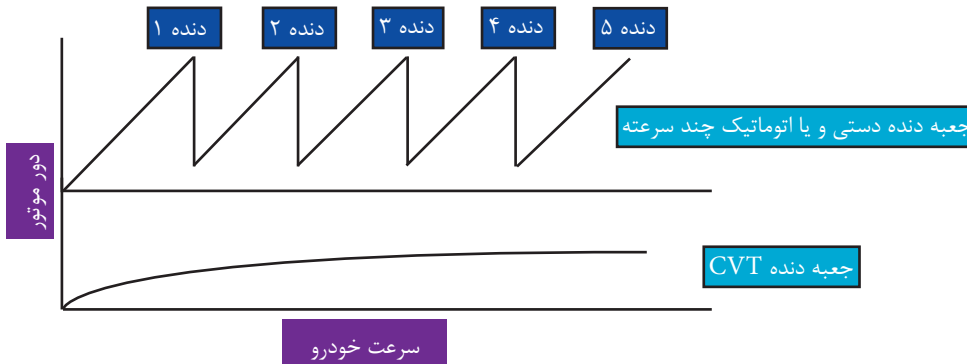 دنده ۱
دنده ۲
دنده ۳
دنده ۴
دنده ۵
جعبه دنده دستی و یا اتوماتیک چند سرعته
دور موتور
جعبه دنده CVT
سرعت خودرو